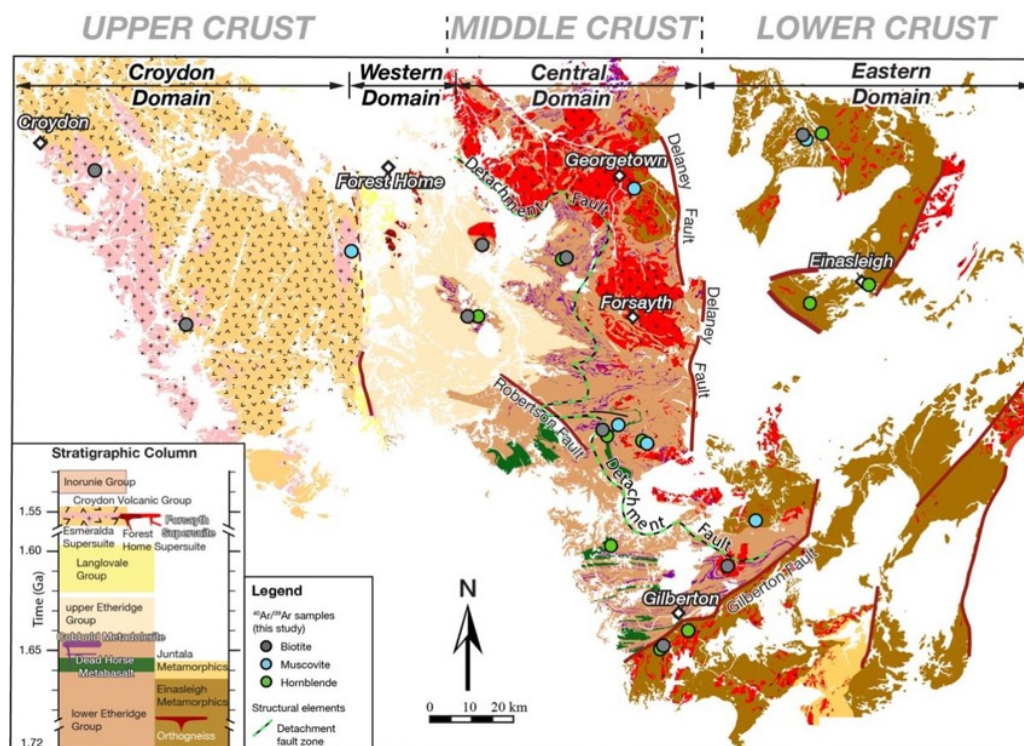 UPPER CRUST
MIDDLE CRUST
LOWER CRUST
Croydon
Domain
Western
Domain
Central
Domain
Eastern
Domain
Croydon
Forest Home
Georgetown
Delaney
Fault
Detachment
Fault
Einasleigh
Forsayth
Delaney
Fault
Robertson Fault
Detachment
Fault
Gilberton
Gilberton Fault
Stratigraphic Column
Inorunie Group
Croydon Volcanic Group
1.55
Esmeralda
Supersuite
Forest
Home Supersuite
Forsayth
Supersuite
1.60
Langlovale
Group
Time (Ga)
upper Etheridge
Group
Cobbold Metadolerite
1.65
Dead Horse
Metabasalt
Juntala
Metamorphics
Einasleigh
Metamorphics
lower Etheridge
Group
Orthogneiss
1.72
Legend
⁴⁰Ar/³⁹Ar samples
(this study)
Biotite
Muscovite
Hornblende
Structural elements
Detachment
fault zone
N
0 10 20 km